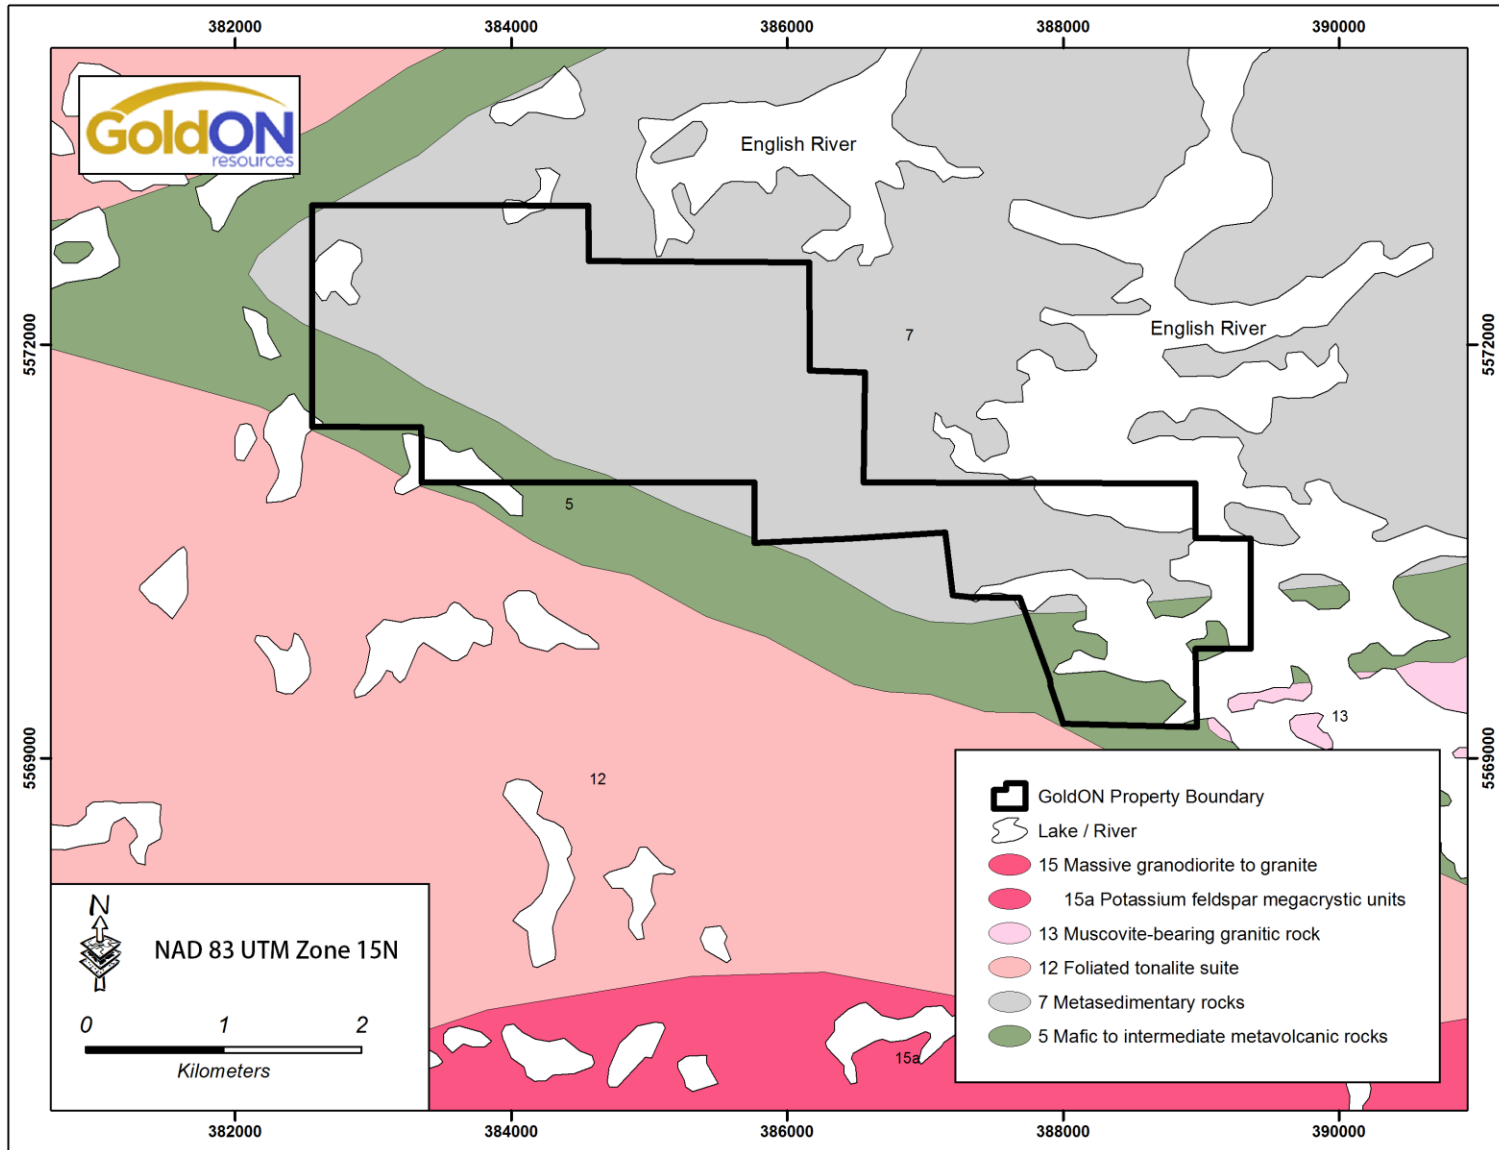 382000
384000
386000
388000
390000
GoldON
resources
English River
English River
7
5572000
5572000
5
13
12
5569000
5569000
GoldON Property Boundary
Lake / River
15 Massive granodiorite to granite
15a Potassium feldspar megacrystic units
13 Muscovite-bearing granitic rock
12 Foliated tonalite suite
7 Metasedimentary rocks
5 Mafic to intermediate metavolcanic rocks
N
NAD 83 UTM Zone 15N
0 1 2
Kilometers
15a
382000
384000
386000
388000
390000